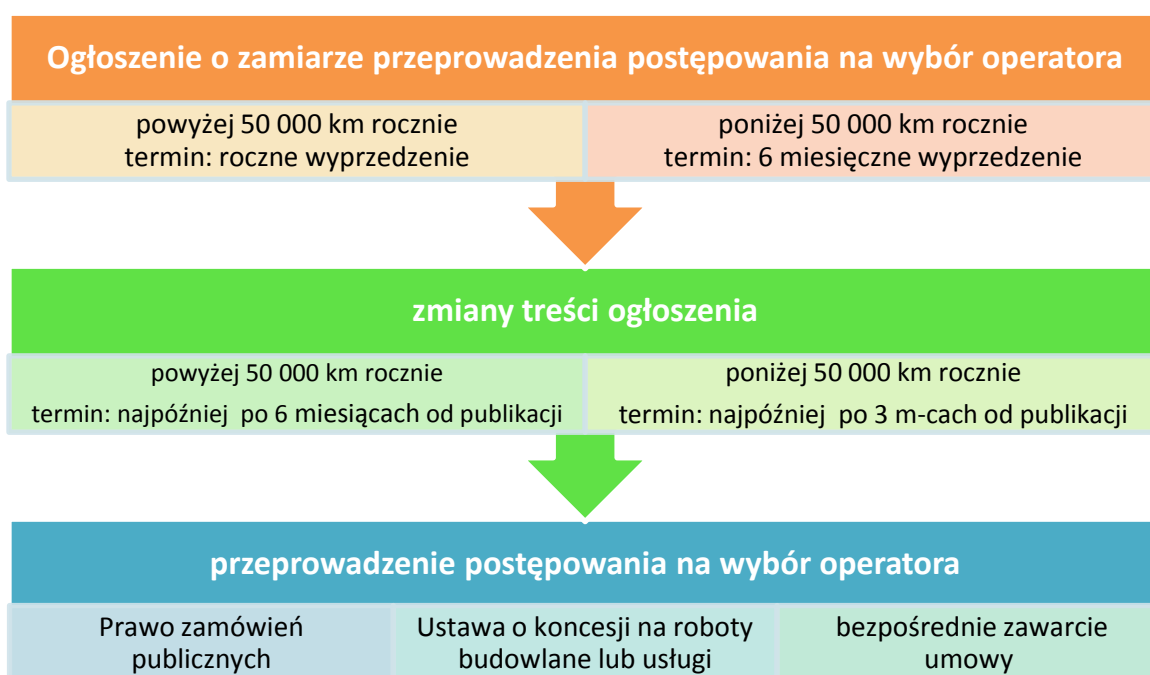 Ogłoszenie o zamiarze przeprowadzenia postępowania na wybór operatora
powyżej 50 000 km rocznie
termin: roczne wyprzedzenie
poniżej 50 000 km rocznie
termin: 6 miesięczne wyprzedzenie
zmiany treści ogłoszenia
powyżej 50 000 km rocznie
termin: najpóźniej po 6 miesiącach od publikacji
poniżej 50 000 km rocznie
termin: najpóźniej po 3 m-cach od publikacji
przeprowadzenie postępowania na wybór operatora
Prawo zamówień
publicznych
Ustawa o koncesji na roboty
budowlane lub usługi
bezpośrednie zawarcie
umowy